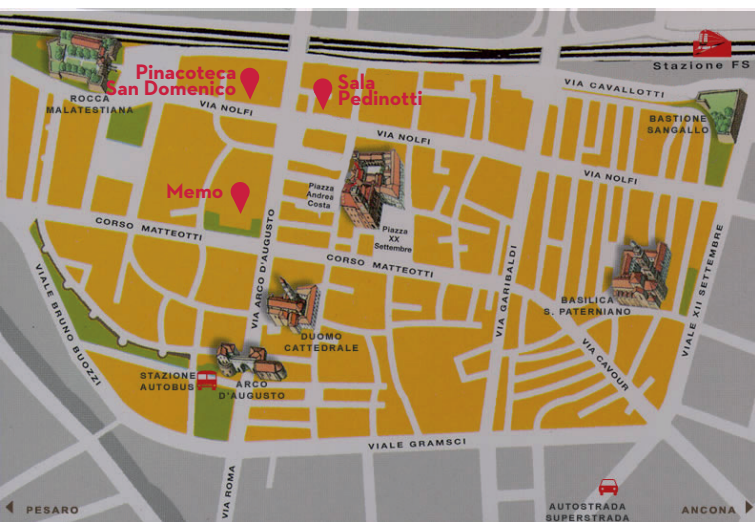 Stazione FS
Pinacoteca
San Domenico
Sala
Pedinotti
VIA CAVALLOTTI
ROCCA
MALATESTIANA
VIA NOLFI
BASTIONE
SANGALLO
VIA NOLFI
VIA NOLFI
Memo
Piazza
Andrea
Costa
Piazza
XX
Settembre
CORSO MATTEOTTI
VIA ARCO D'AUGUSTO
CORSO MATTEOTTI
VIA GARIBALDI
VIALE XII SETTEMBRE
VIALE BRUNO BUOZZI
BASILICA
S. PATERNIANO
DUOMO
CATTEDRALE
VIA CAVOUR
STAZIONE
AUTOBUS
ARCO
D'AUGUSTO
VIALE GRAMSCI
VIA ROMA
PESARO
AUTOSTRADA
SUPERSTRADA
ANCONA